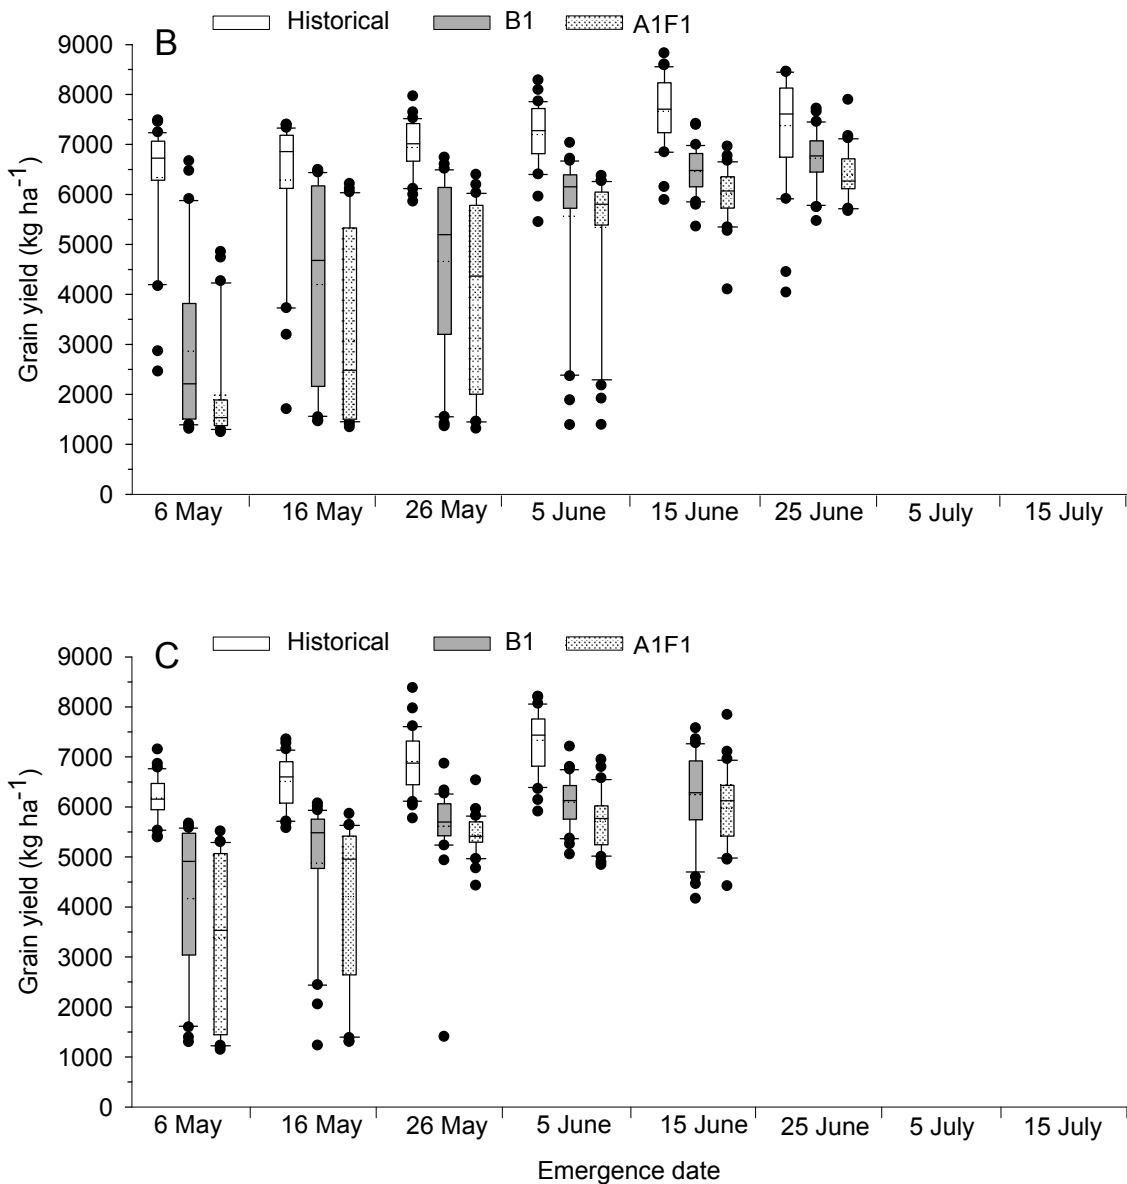 Historical B1 A1F1
B
9000
8000
7000
6000
5000
4000
3000
2000
1000
0
Grain yield (kg ha⁻¹)
6 May 16 May 26 May 5 June 15 June 25 June 5 July 15 July
Historical B1 A1F1
C
9000
8000
7000
6000
5000
4000
3000
2000
1000
0
Grain yield (kg ha⁻¹)
6 May 16 May 26 May 5 June 15 June 25 June 5 July 15 July
Emergence date